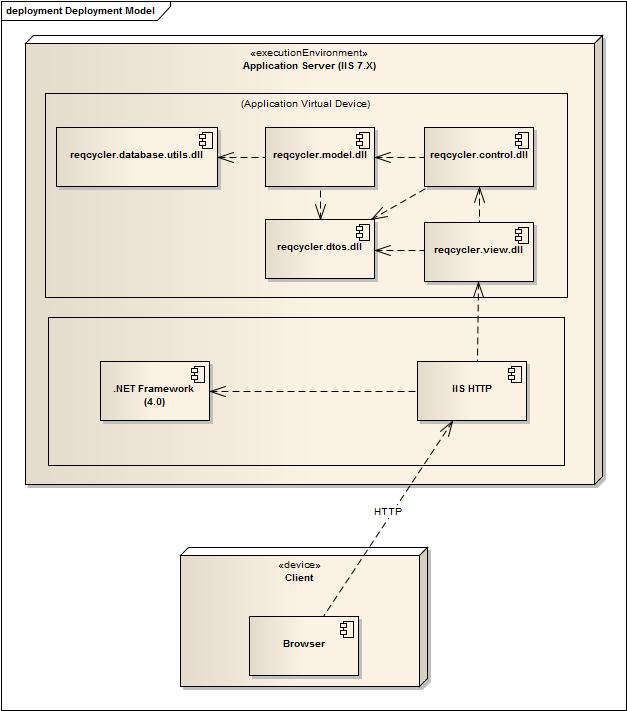 deployment Deployment Model
«executionEnvironment»
Application Server (IIS 7.X)
(Application Virtual Device)
reqcycler.database.utils.dll
reqcycler.model.dll
reqcycler.control.dll
reqcycler.dtos.dll
reqcycler.view.dll
.NET Framework
(4.0)
IIS HTTP
HTTP
«device»
Client
Browser